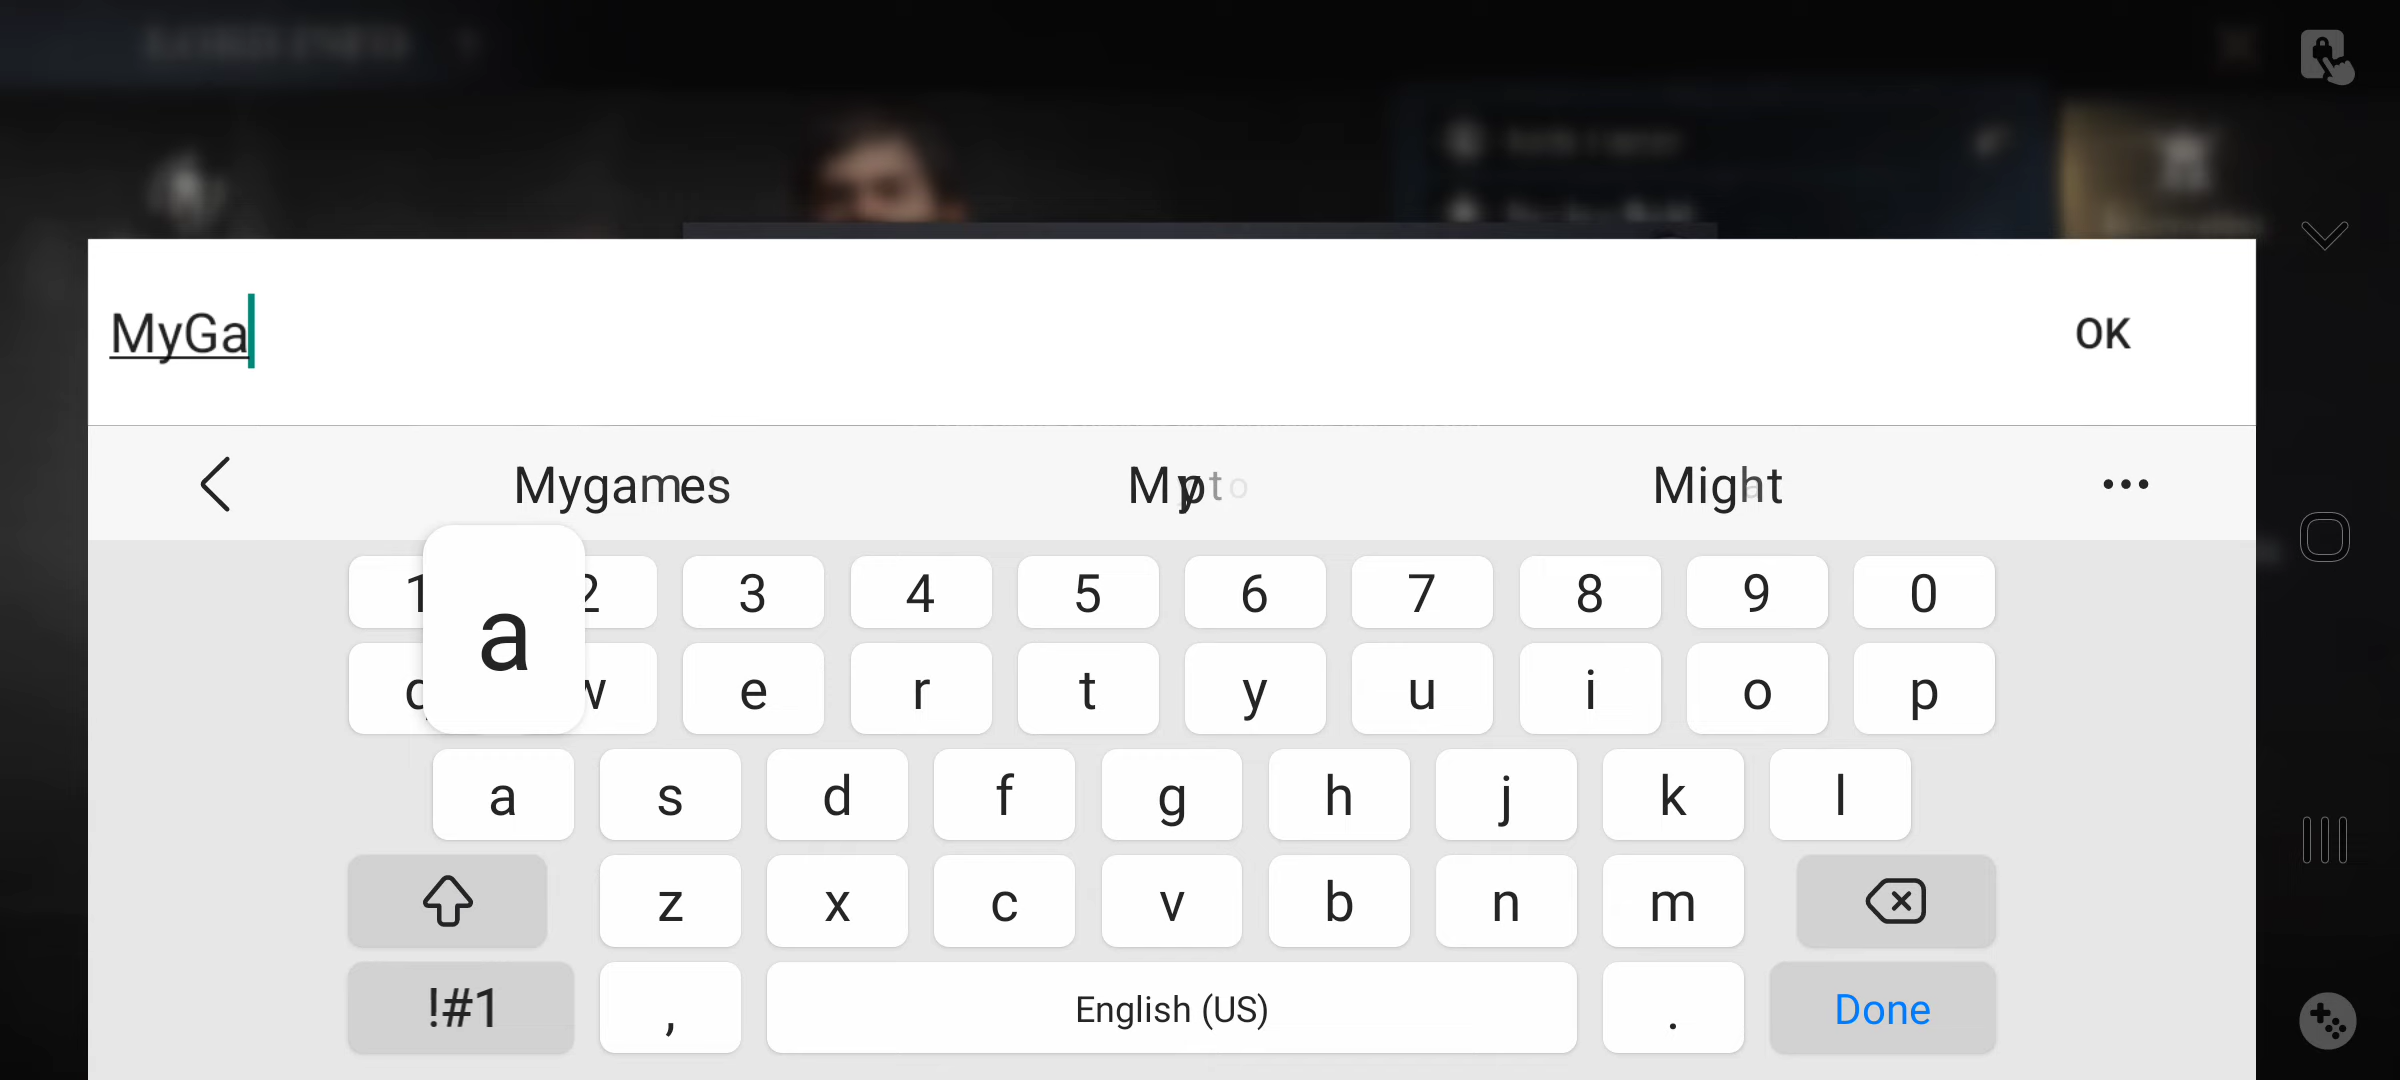 MyGa
OK
Mygames
Might
a
1 2 3 4 5 6 7 8 9 0
q w e r t y u i o p
a s d f g h j k l
z x c v b n m
!#1 , English (US) . Done